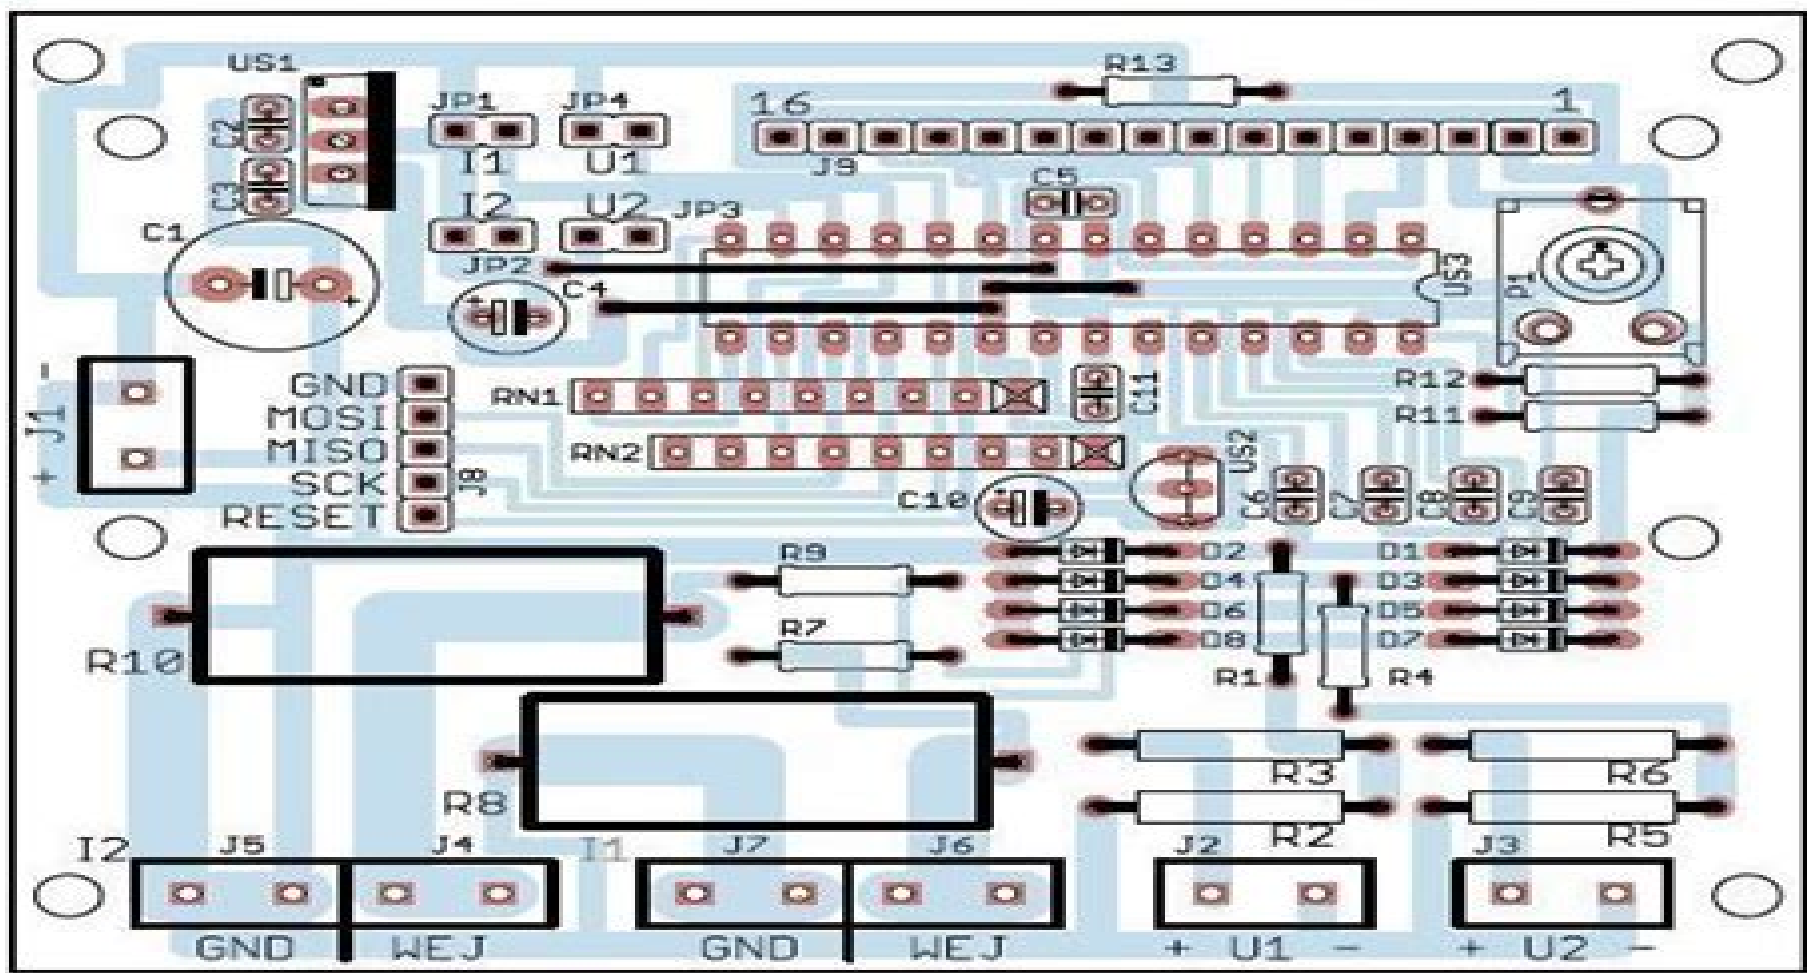 US1
R13
JP1 JP4
16 1
C2
I1 U1
J9
C5
C3
I2 U2 JP3
C1
JP2
C4
US3
P1
-
GND
RN1
C11
R12
J1
MOSI
R11
MISO
RN2
US2
+
SCK
J8
C10
C6 C7 C8 C9
RESET
R9
D2 D1
D4 D3
D6 D5
R7
D8 D7
R10
R1 R4
R3 R6
R8
R2 R5
I2 J5 J4 I1 J7 J6 J2 J3
GND WEJ GND WEJ + U1 - + U2 -